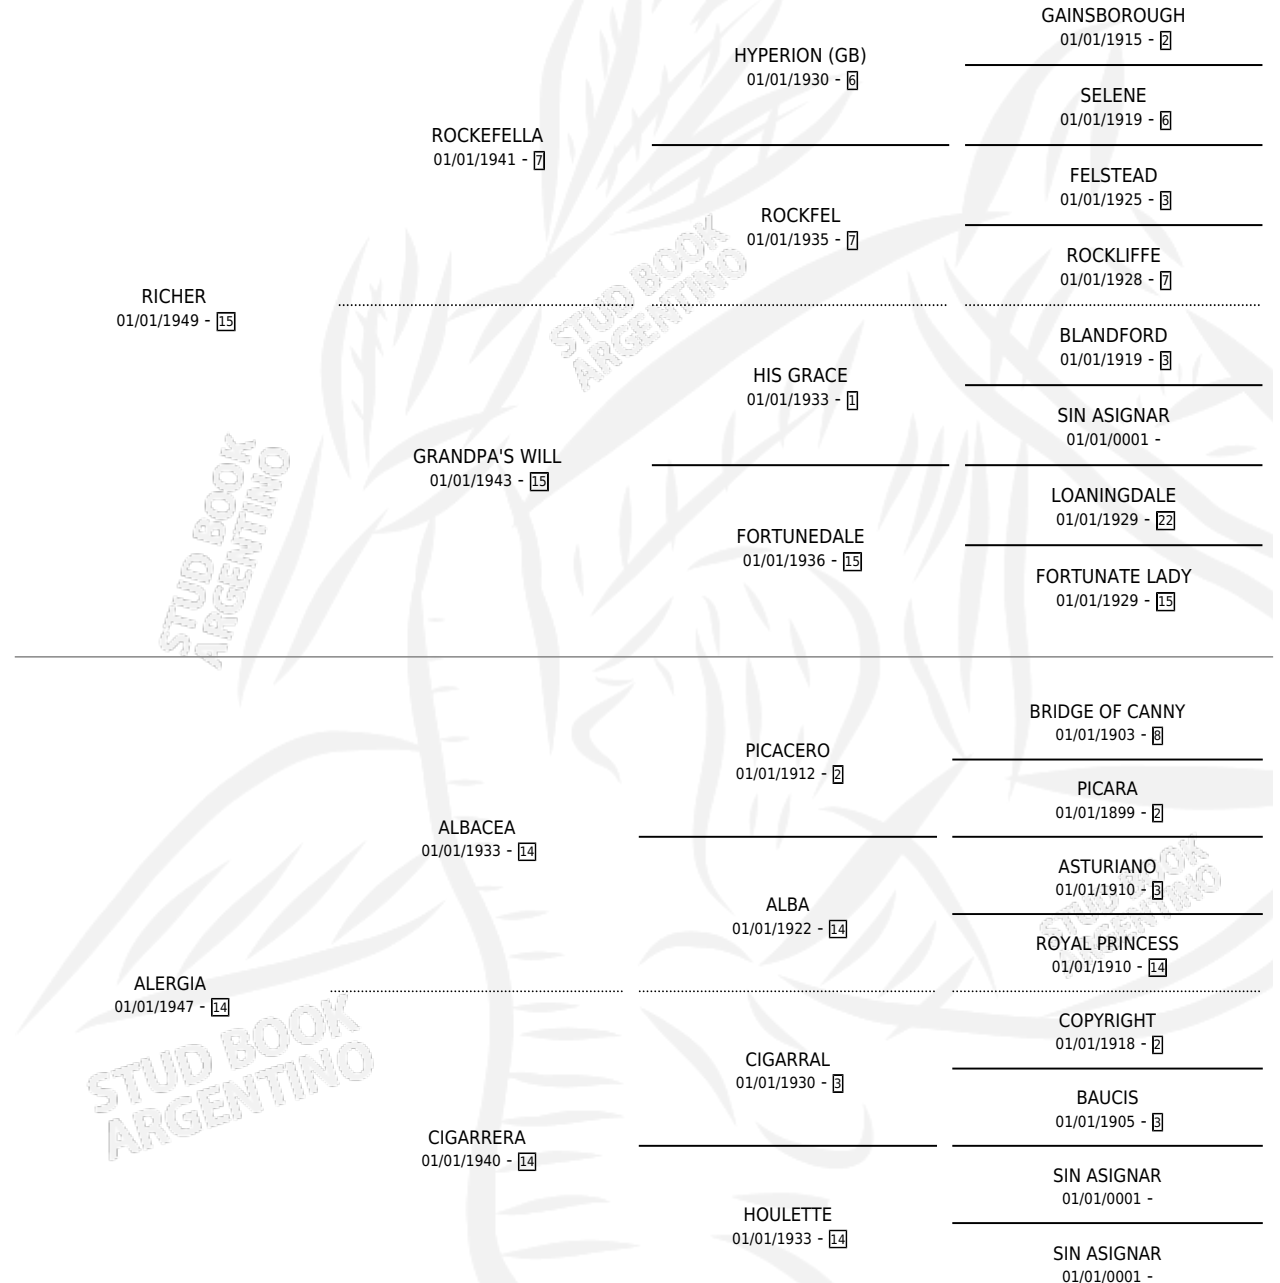 GAINSBOROUGH
01/01/1915 - 2
HYPERION (GB)
01/01/1930 - 6
SELENE
01/01/1919 - 6
ROCKEFELLA
01/01/1941 - 7
FELSTEAD
01/01/1925 - 3
ROCKFEL
01/01/1935 - 7
ROCKLIFFE
01/01/1928 - 7
RICHER
01/01/1949 - 15
BLANDFORD
01/01/1919 - 3
HIS GRACE
01/01/1933 - 1
SIN ASIGNAR
01/01/0001 -
GRANDPA'S WILL
01/01/1943 - 15
LOANINGDALE
01/01/1929 - 22
FORTUNEDALE
01/01/1936 - 15
FORTUNATE LADY
01/01/1929 - 15
BRIDGE OF CANNY
01/01/1903 - 8
PICACERO
01/01/1912 - 2
PICARA
01/01/1899 - 2
ALBACEA
01/01/1933 - 14
ASTURIANO
01/01/1910 - 3
ALBA
01/01/1922 - 14
ROYAL PRINCESS
01/01/1910 - 14
ALERGIA
01/01/1947 - 14
COPYRIGHT
01/01/1918 - 2
CIGARRAL
01/01/1930 - 3
BAUCIS
01/01/1905 - 3
CIGARRERA
01/01/1940 - 14
SIN ASIGNAR
01/01/0001 -
HOULETTE
01/01/1933 - 14
SIN ASIGNAR
01/01/0001 -
STUD BOOK
ARGENTINO
STUD BOOK
ARGENTINO
STUD BOOK
ARGENTINO
STUD BOOK
ARGENTINO